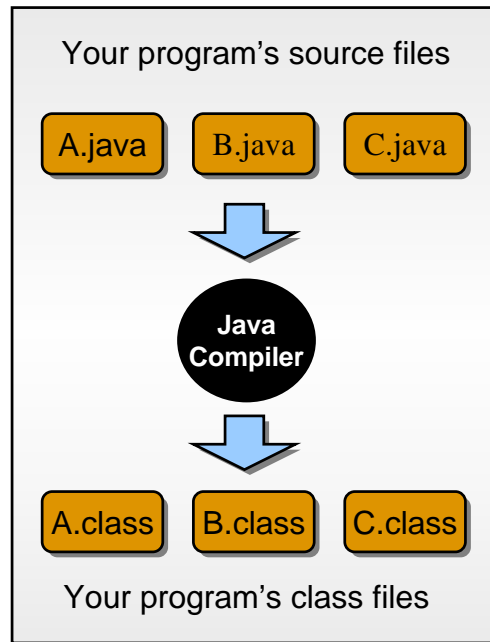 Your program’s source files
A.java B.java C.java
Java
Compiler
A.class B.class C.class
Your program’s class files